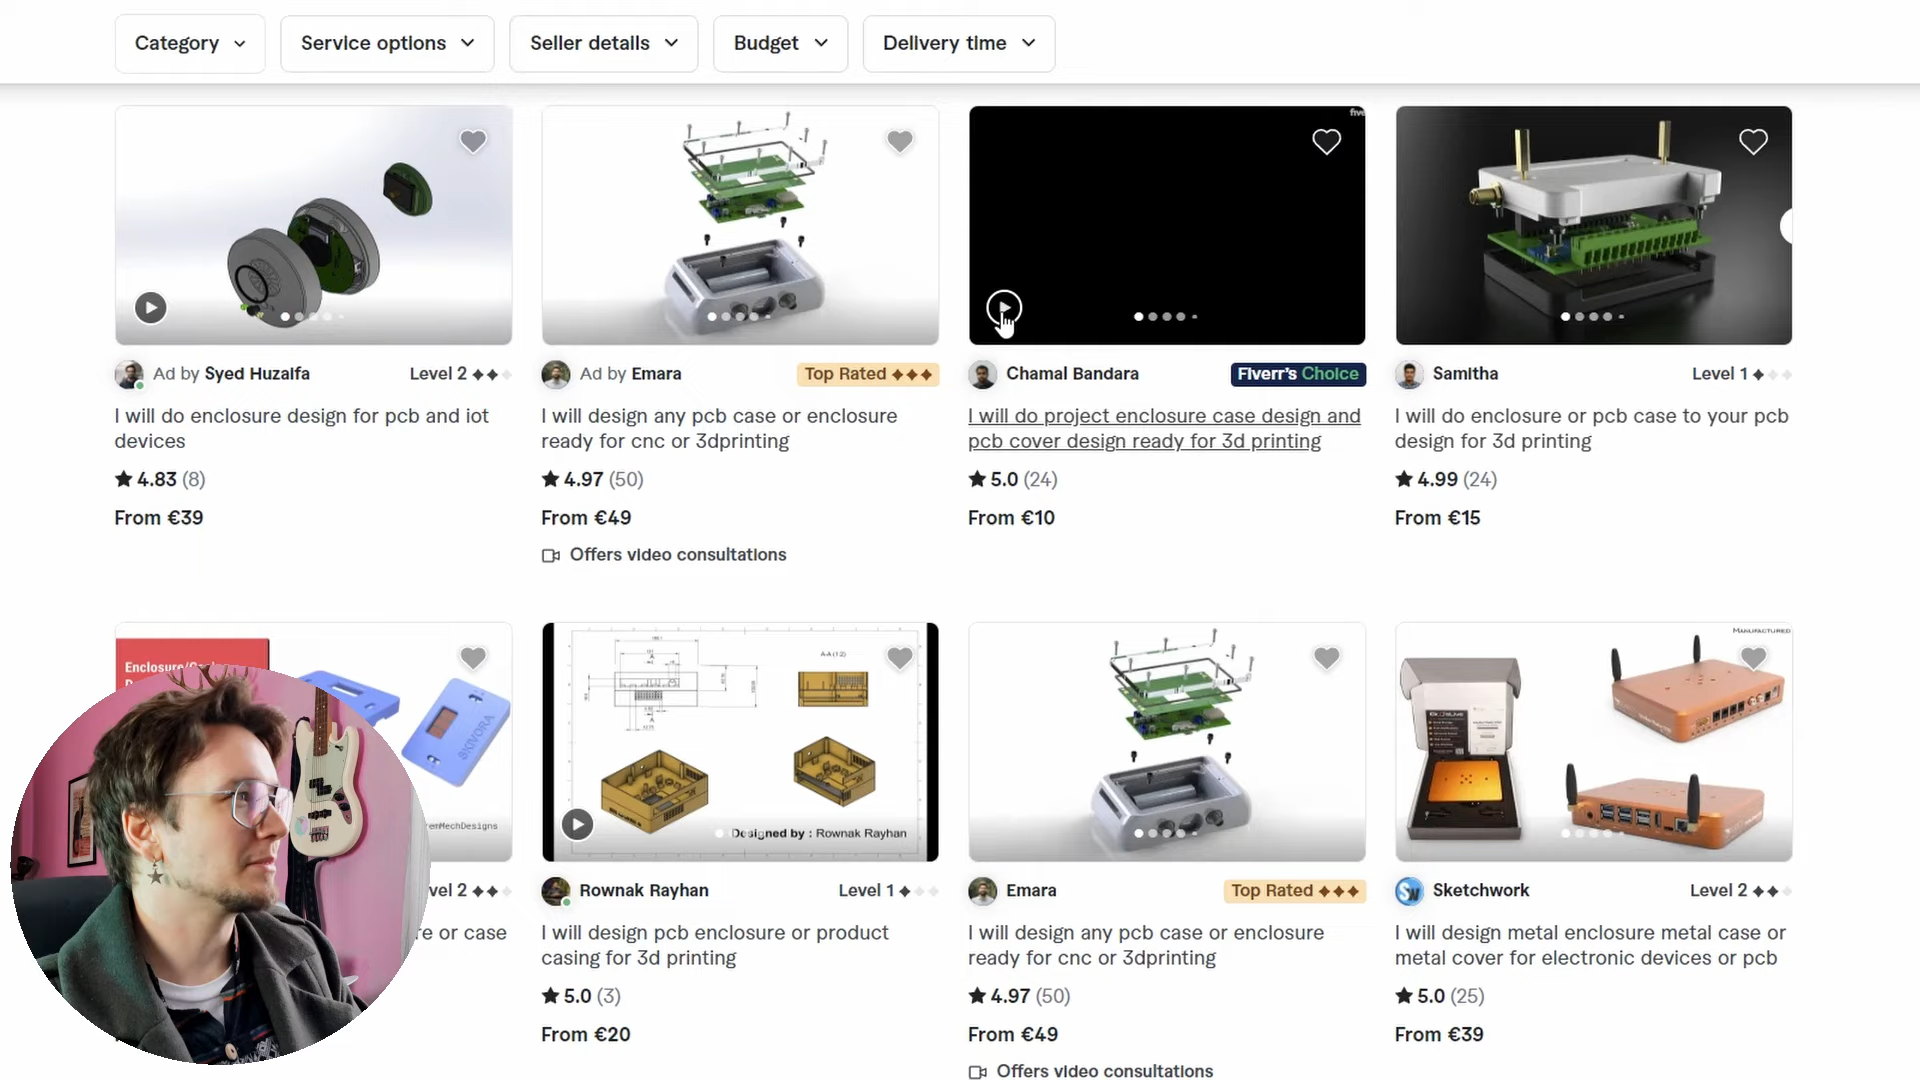 Category
Service options
Seller details
Budget
Delivery time
Ad by Syed Huzaifa
Level 2
I will do enclosure design for pcb and iot
devices
4.83 (8)
From €39
Ad by Emara
Top Rated
I will design any pcb case or enclosure
ready for cnc or 3dprinting
4.97 (50)
From €49
Offers video consultations
Chamal Bandara
Fiverr's Choice
I will do project enclosure case design and
pcb cover design ready for 3d printing
5.0 (24)
From €10
Samitha
Level 1
I will do enclosure or pcb case to your pcb
design for 3d printing
4.99 (24)
From €15
SKIVORA
re or case
A-A (1:2)
Designed by : Rownak Rayhan
Rownak Rayhan
Level 1
I will design pcb enclosure or product
casing for 3d printing
5.0 (3)
From €20
Emara
Top Rated
I will design any pcb case or enclosure
ready for cnc or 3dprinting
4.97 (50)
From €49
Offers video consultations
Manufactured
Sketchwork
Level 2
I will design metal enclosure metal case or
metal cover for electronic devices or pcb
5.0 (25)
From €39